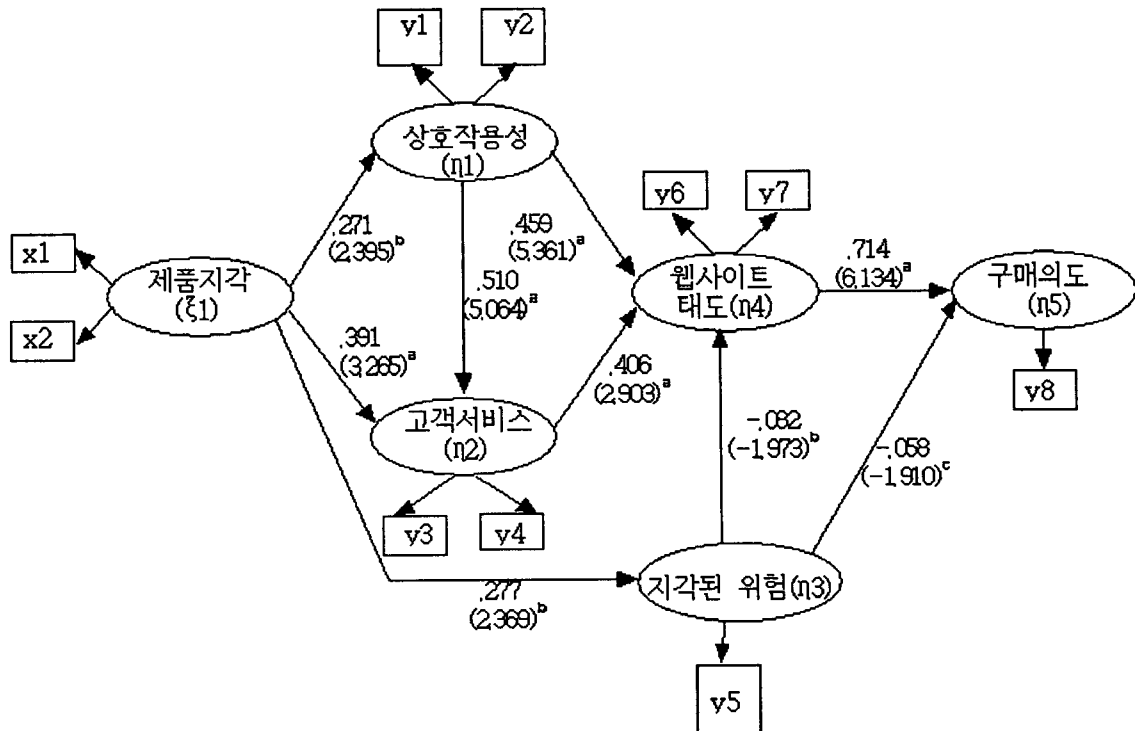 y1
y2
상호작용성
(η1)
y6
y7
.271
(2,395)ᵇ
.459
(5,361)ᵃ
.714
(6,134)ᵃ
x1
제품지각
(ξ1)
.510
(5,064)ᵃ
웹사이트
태도(η4)
구매의도
(η5)
x2
.391
(3,265)ᵃ
.406
(2,903)ᵃ
y8
고객서비스
(η2)
-.082
(-1,973)ᵇ
-.058
(-1,910)ᶜ
y3
y4
지각된 위험(η3)
.277
(2,369)ᵇ
y5